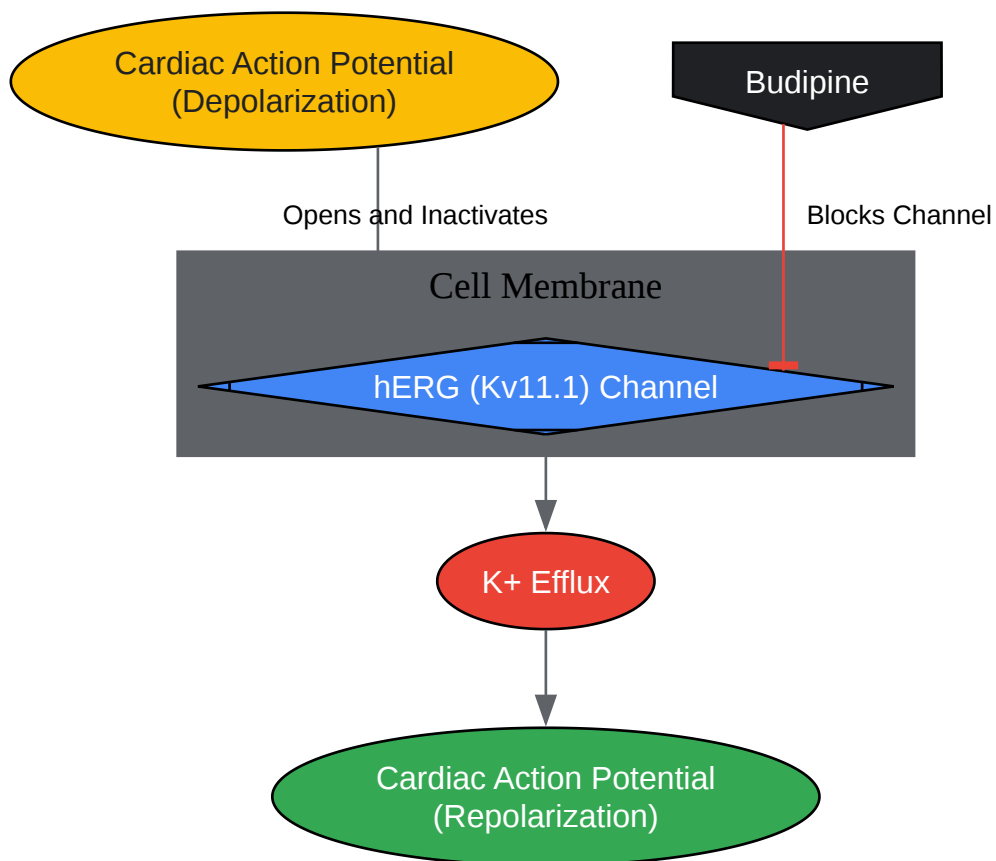 Cardiac Action Potential
(Depolarization)
Budipine
Opens and Inactivates
Blocks Channel
Cell Membrane
hERG (Kv11.1) Channel
K+ Efflux
Cardiac Action Potential
(Repolarization)